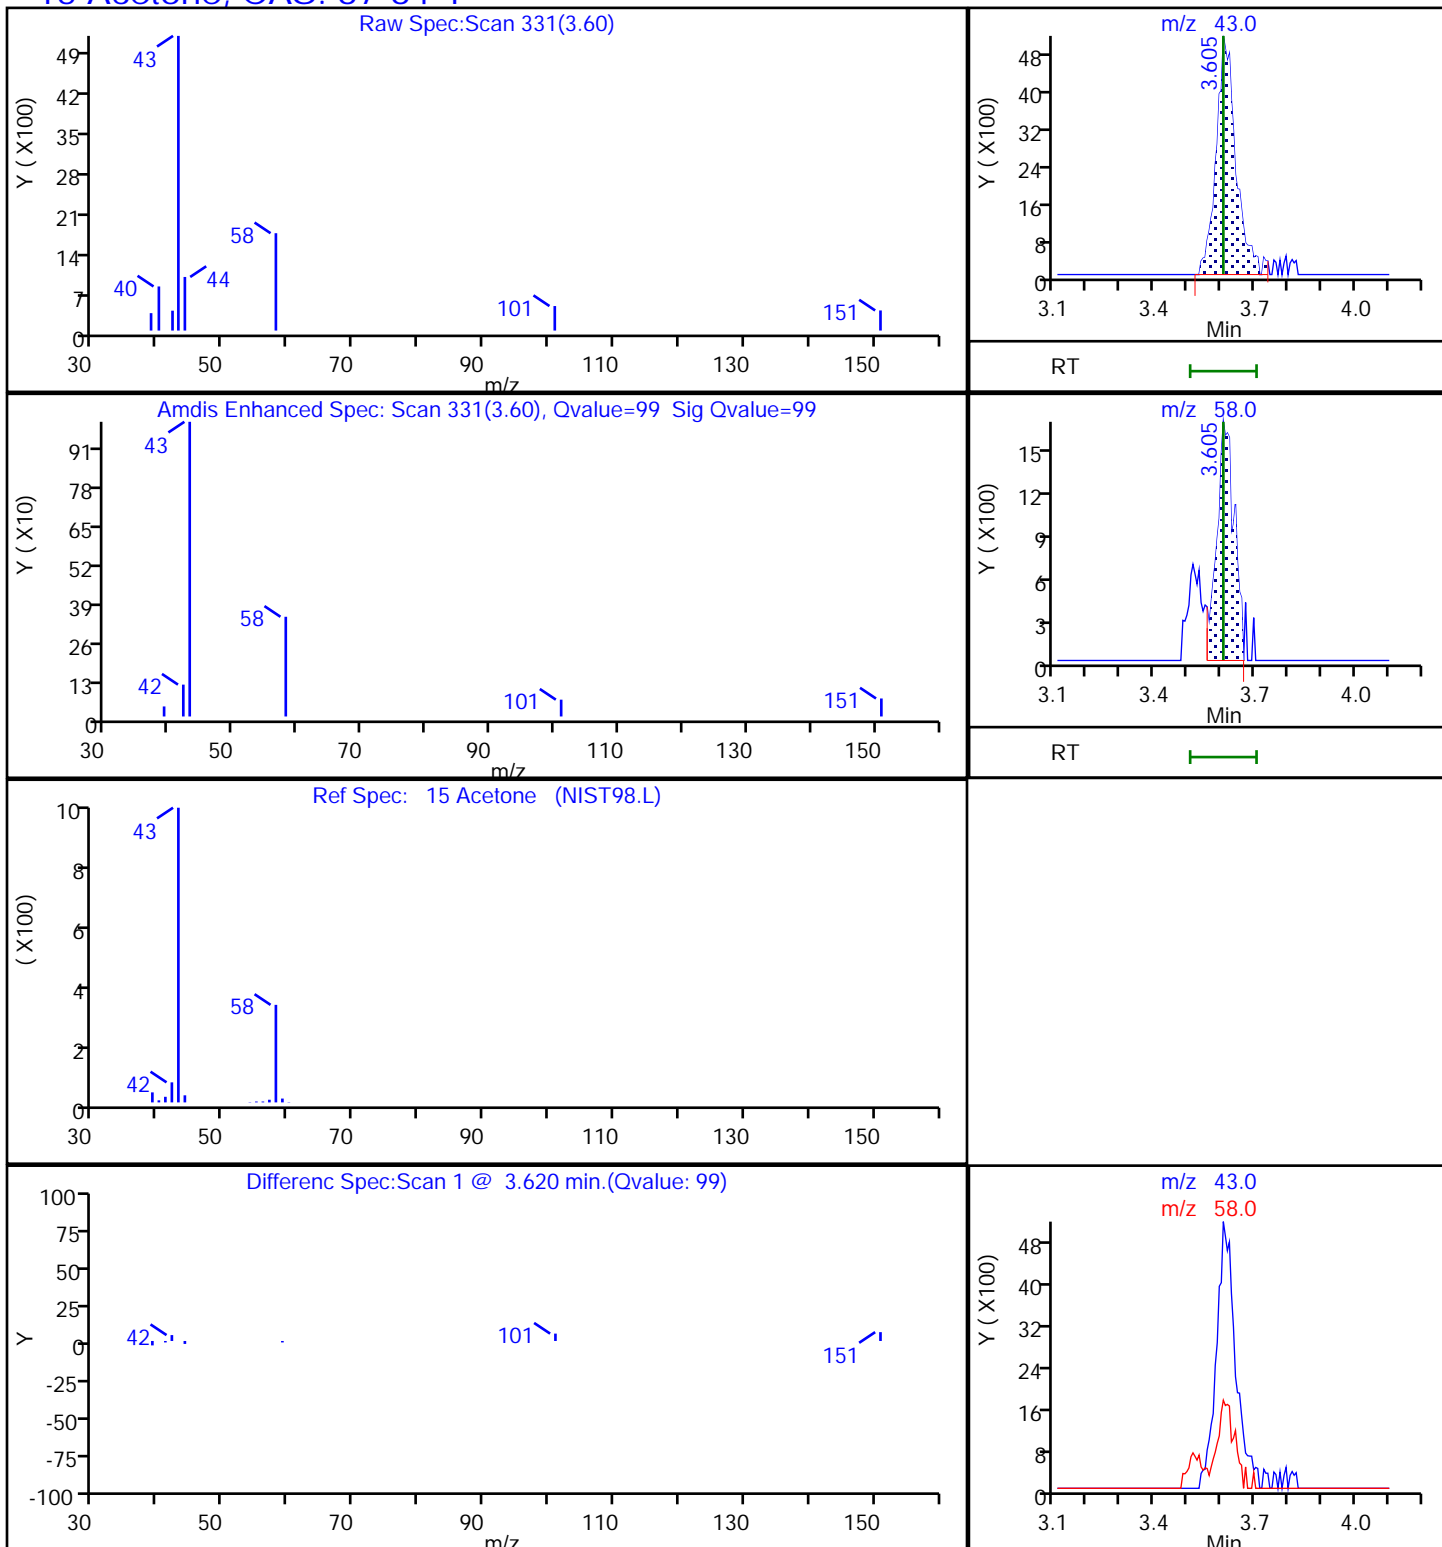 Raw Spec:Scan 331(3.60)
49
42
35
28
21
14
7
0
Y ( X100)
43
58
40
44
101
151
30 50 70 90 110 130 150
m/z
m/z 43.0
48
40
32
24
16
8
0
Y ( X100)
3.605
3.1 3.4 3.7 4.0
Min
RT
Amdis Enhanced Spec: Scan 331(3.60), Qvalue=99 Sig Qvalue=99
91
78
65
52
39
26
13
0
Y ( X10)
43
58
42
101
151
30 50 70 90 110 130 150
m/z
m/z 58.0
15
12
9
6
3
0
Y ( X100)
3.605
3.1 3.4 3.7 4.0
Min
RT
Ref Spec: 15 Acetone (NIST98.L)
10
8
6
4
2
0
( X100)
43
58
42
30 50 70 90 110 130 150
Differenc Spec:Scan 1 @ 3.620 min.(Qvalue: 99)
100
75
50
25
0
-25
-50
-75
-100
Y
42
101
151
30 50 70 90 110 130 150
m/z
m/z 43.0
m/z 58.0
48
40
32
24
16
8
0
Y ( X100)
3.1 3.4 3.7 4.0
Min